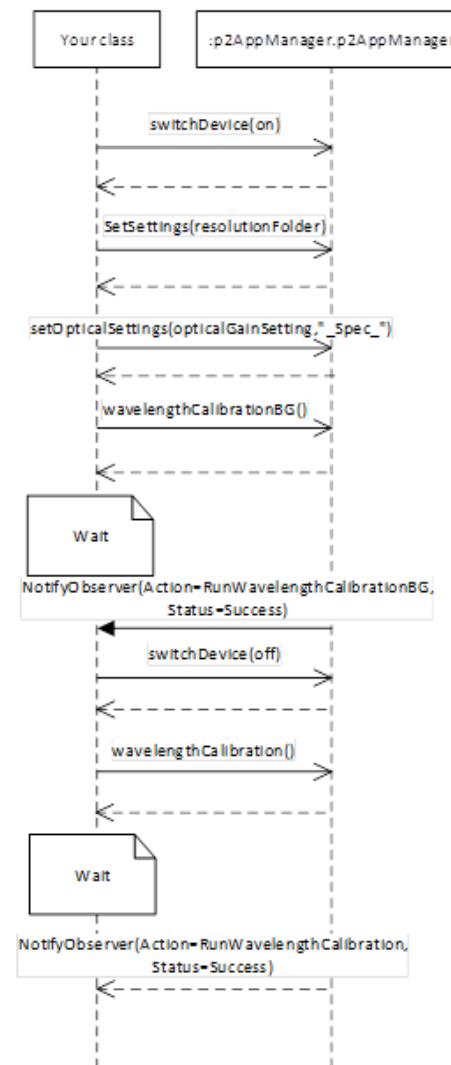 Your class
:p2AppManager.p2AppManager
switchDevice(on)
SetSettings(resolutionFolder)
setOpticalSettings(opticalGainSetting,"_Spec_")
wavelengthCalibrationBG()
Wait
NotifyObserver(Action=RunWavelengthCalibrationBG,
Status=Success)
switchDevice(off)
wavelengthCalibration()
Wait
NotifyObserver(Action=RunWavelengthCalibration,
Status=Success)